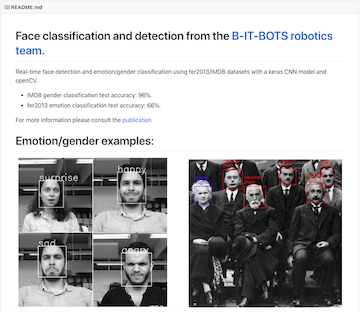 README.md
Face classification and detection from the B-IT-BOTS robotics
team.
Real-time face detection and emotion/gender classification using fer2013/IMDB datasets with a keras CNN model and
openCV.
• IMDB gender classification test accuracy: 96%.
• fer2013 emotion classification test accuracy: 66%.
For more information please consult the publication
Emotion/gender examples:
surprise
happy
sad
angry